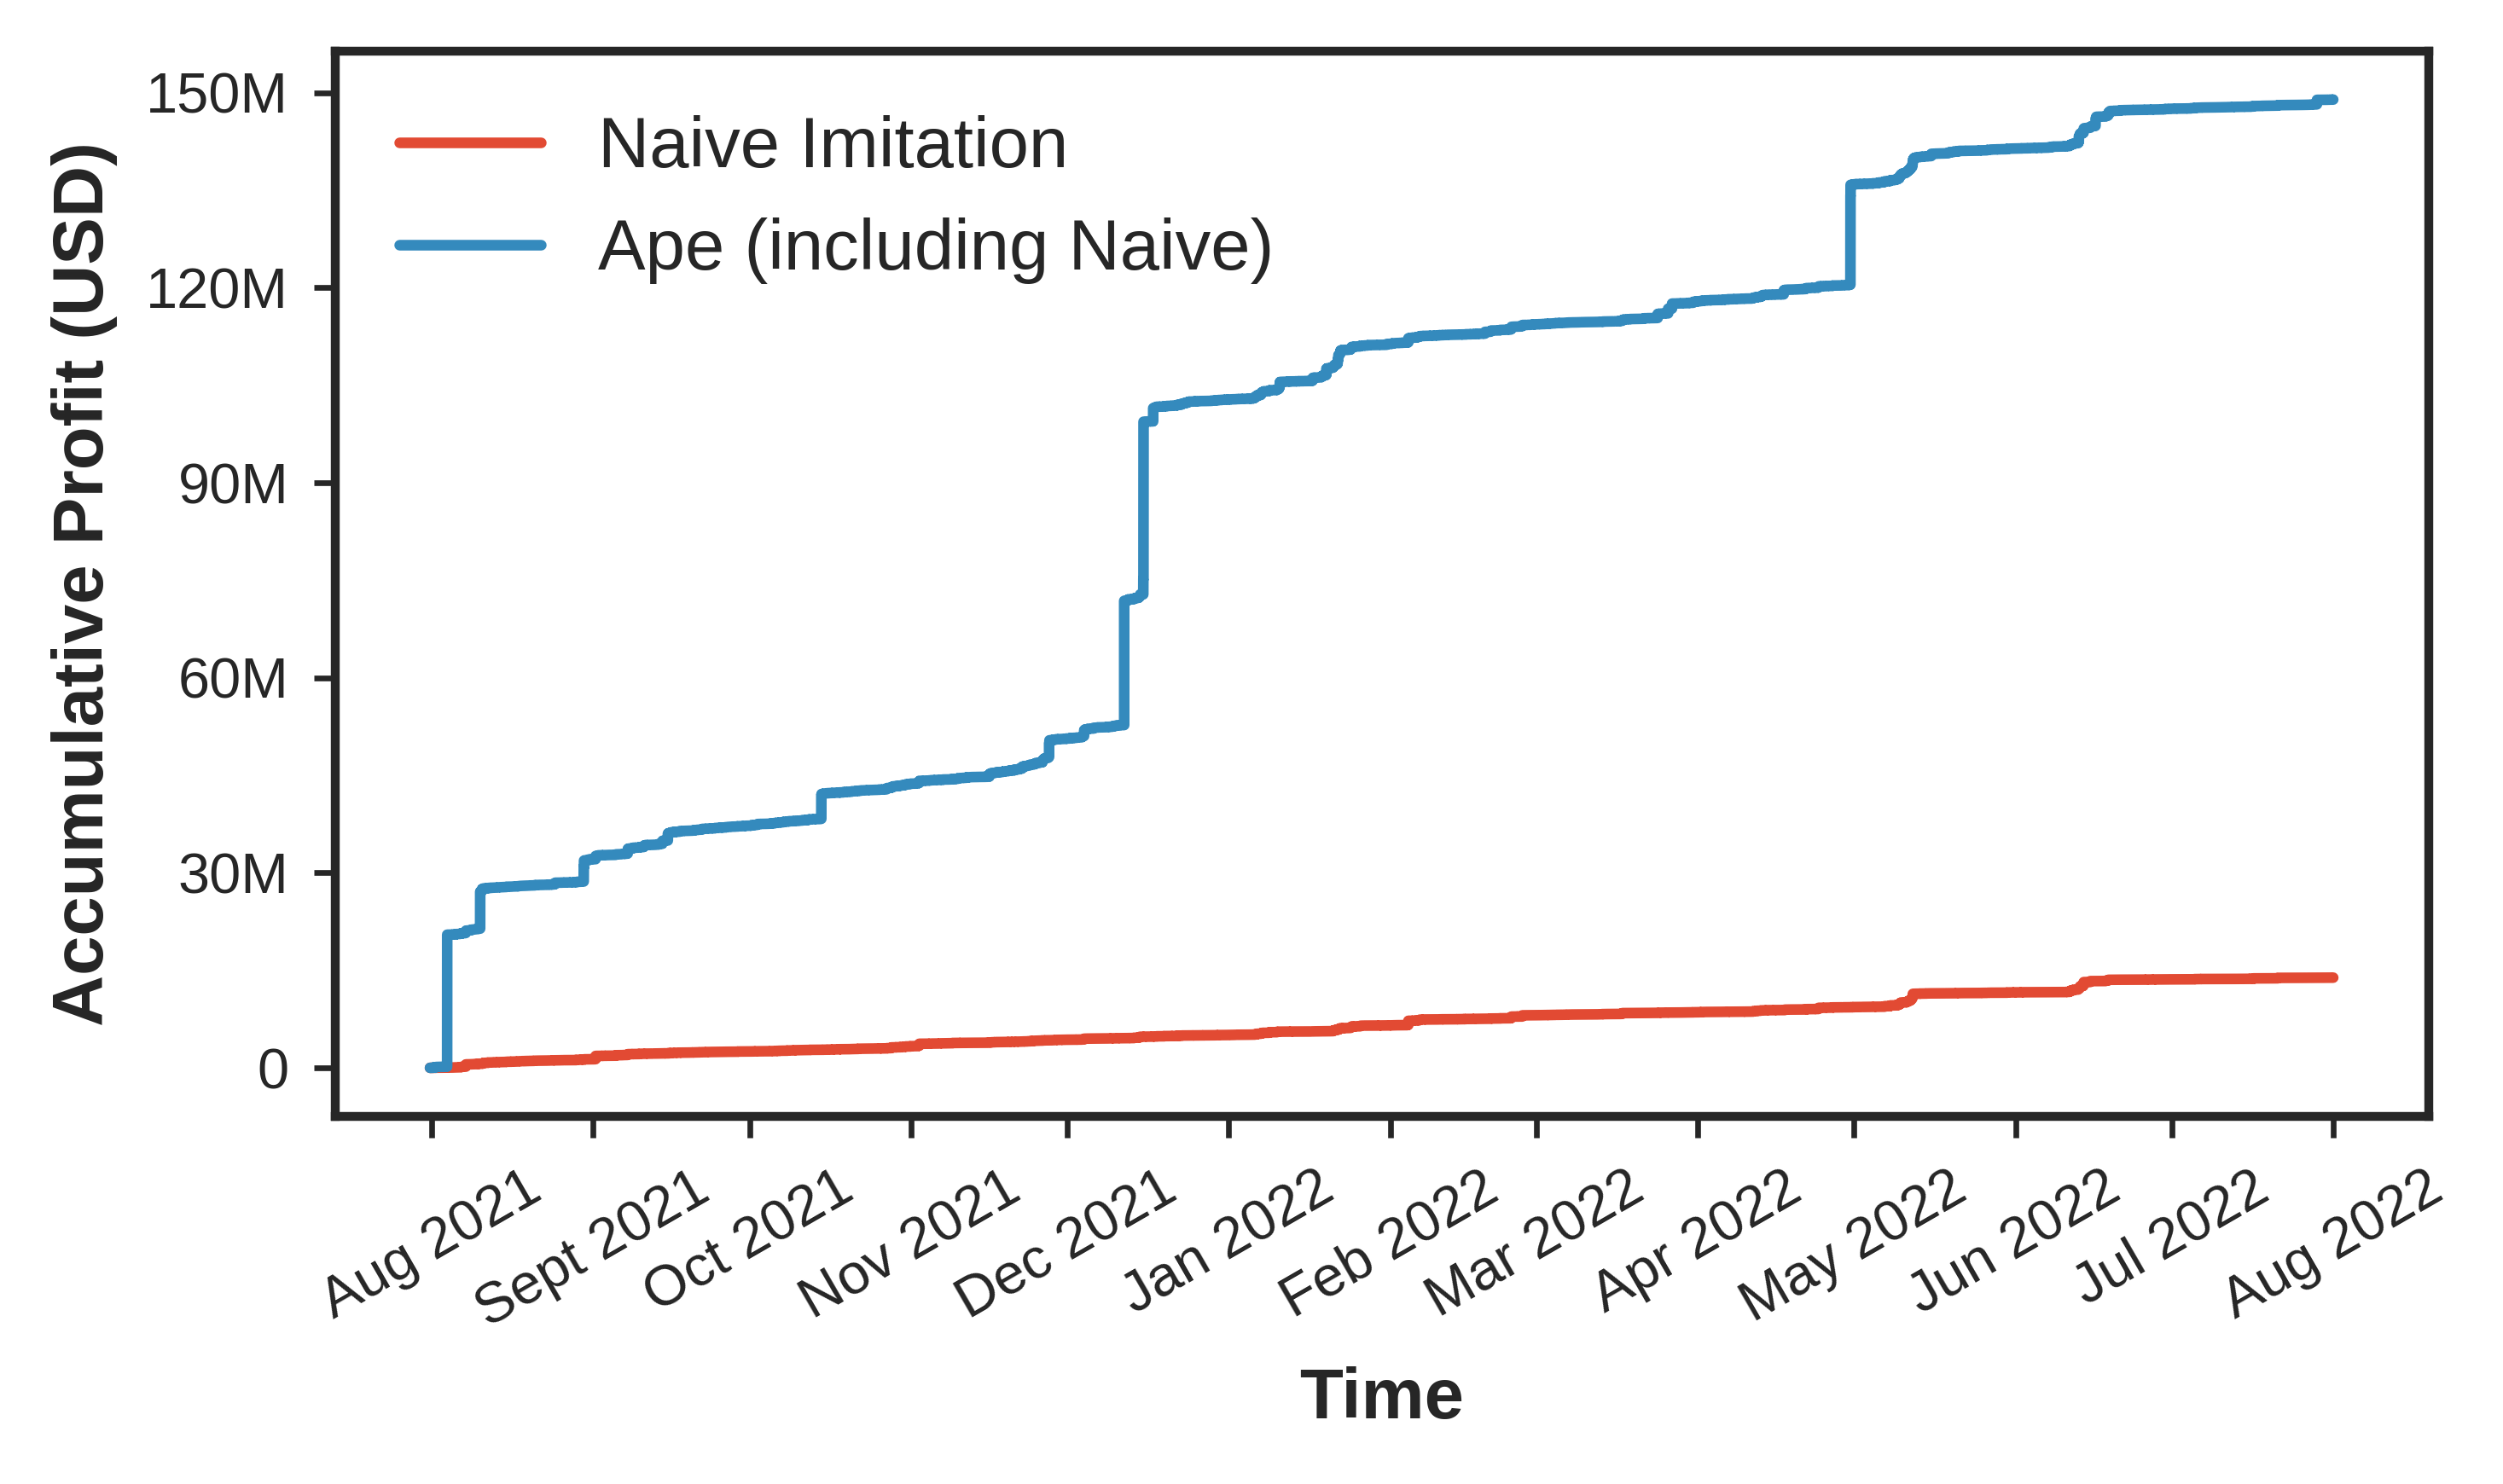 Accumulative Profit (USD)
150M
120M
90M
60M
30M
0
Naive Imitation
Ape (including Naive)
Aug 2021
Sept 2021
Oct 2021
Nov 2021
Dec 2021
Jan 2022
Feb 2022
Mar 2022
Apr 2022
May 2022
Jun 2022
Jul 2022
Aug 2022
Time